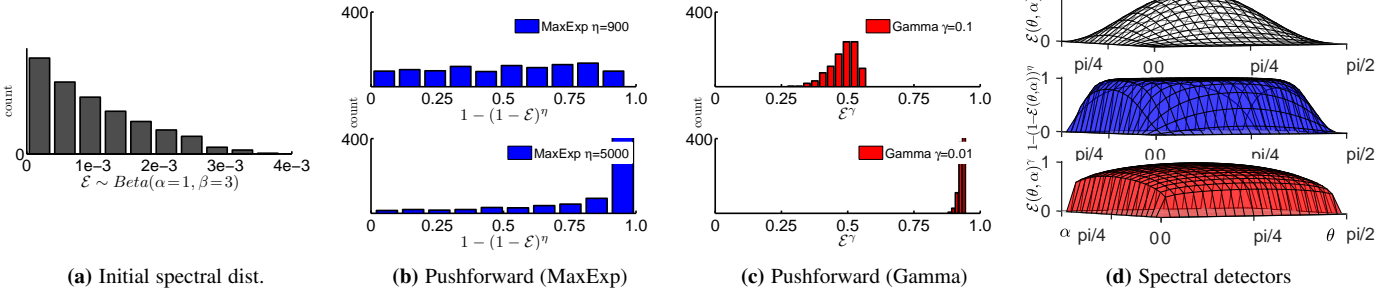 count
0
0 1e−3 2e−3 3e−3 4e−3
ℰ ∼ Beta(α=1, β=3)
(a) Initial spectral dist.
400
MaxExp η=900
0 0.25 0.50 0.75 1.0
1 − (1−ℰ)^η
count
400
MaxExp η=5000
0 0.25 0.50 0.75 1.0
1 − (1−ℰ)^η
(b) Pushforward (MaxExp)
400
Gamma γ=0.1
0 0.25 0.5 0.75 1.0
ℰ^γ
count
400
Gamma γ=0.01
0 0.25 0.5 0.75 1.0
ℰ^γ
(c) Pushforward (Gamma)
ℰ(θ, α)
0
pi/4 0 0 pi/4 pi/2
1−(1−ℰ(θ,α))^η
1
0
pi/4 0 0 pi/4 pi/2
ℰ(θ, α)^γ
1
0
α pi/4 0 0 pi/4 θ pi/2
(d) Spectral detectors